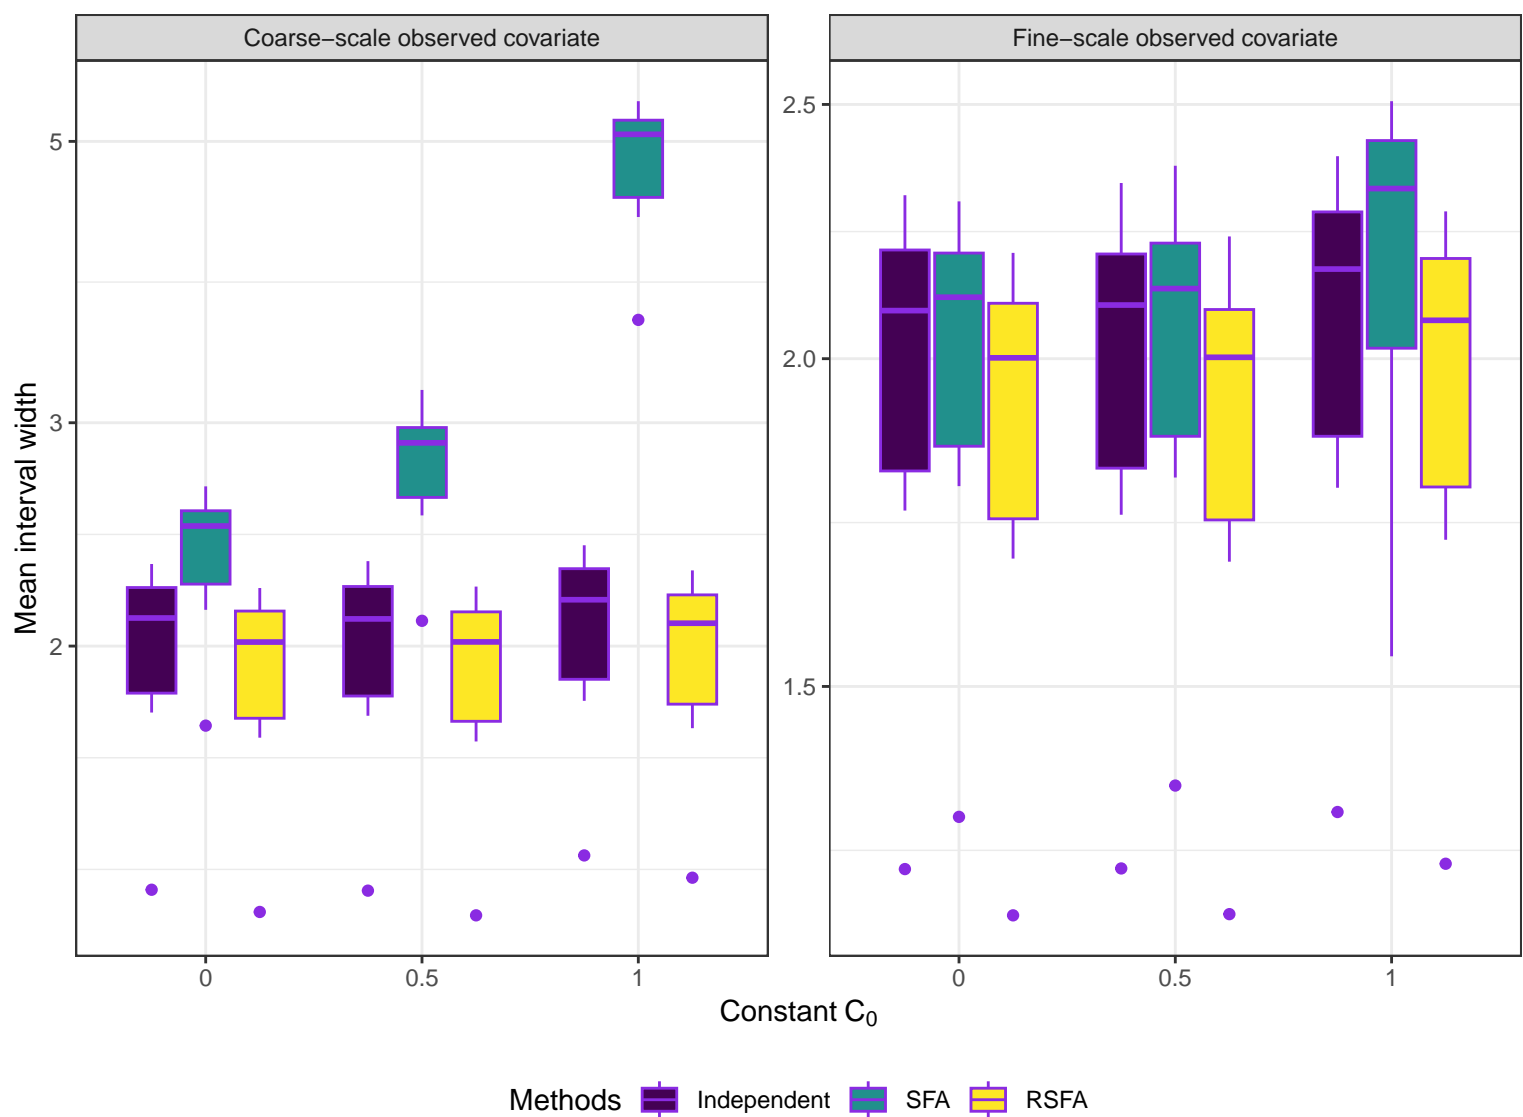 Coarse−scale observed covariate
Fine−scale observed covariate
Mean interval width
5
3
2
2.5
2.0
1.5
0 0.5 1
0 0.5 1
Constant C₀
Methods Independent SFA RSFA